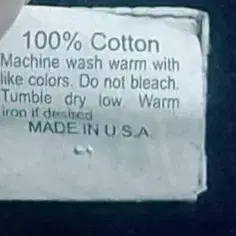 100% Cotton
Machine wash warm with
like colors. Do not bleach.
Tumble dry low Warm
iron if desired
MADE IN U S A